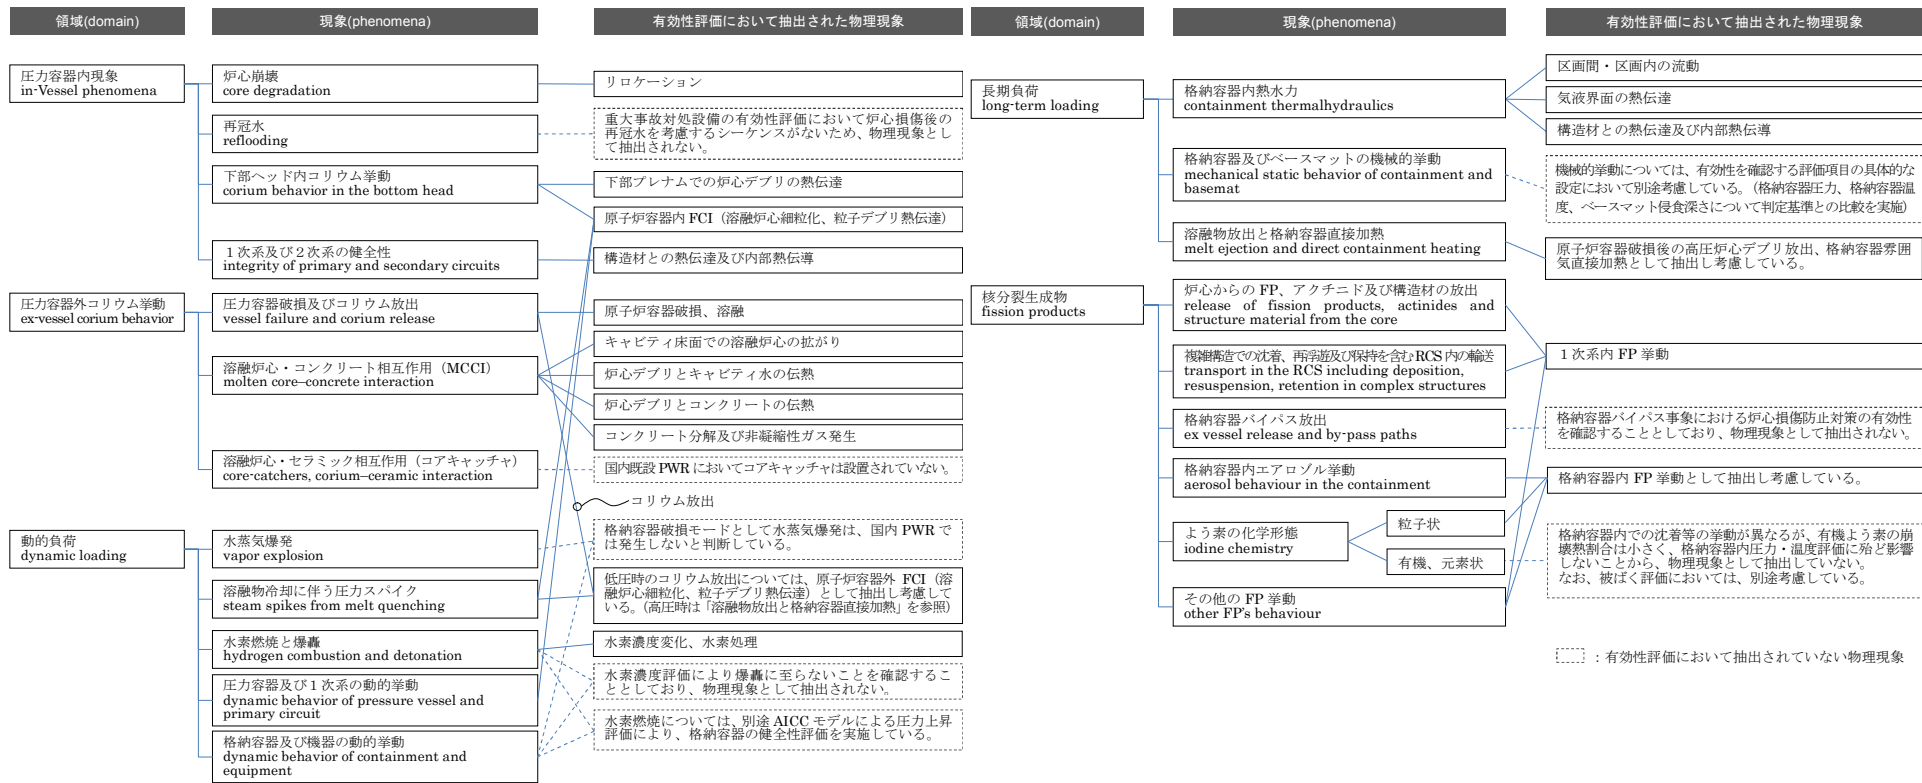 領域(domain)
現象(phenomena)
有効性評価において抽出された物理現象
圧力容器内現象
in-Vessel phenomena
炉心崩壊
core degradation
リロケーション
再冠水
reflooding
重大事故対処設備の有効性評価において炉心損傷後の
再冠水を考慮するシーケンスがないため、物理現象とし
て抽出されない。
下部ヘッド内コリウム挙動
corium behavior in the bottom head
下部プレナムでの炉心デブリの熱伝達
原子炉容器内 FCI（溶融炉心細粒化、粒子デブリ熱伝達）
１次系及び２次系の健全性
integrity of primary and secondary circuits
構造材との熱伝達及び内部熱伝導
圧力容器外コリウム挙動
ex-vessel corium behavior
圧力容器破損及びコリウム放出
vessel failure and corium release
原子炉容器破損、溶融
溶融炉心・コンクリート相互作用（MCCI）
molten core–concrete interaction
キャビティ床面での溶融炉心の拡がり
炉心デブリとキャビティ水の伝熱
炉心デブリとコンクリートの伝熱
コンクリート分解及び非凝縮性ガス発生
溶融炉心・セラミック相互作用（コアキャッチャ）
core-catchers, corium–ceramic interaction
国内既設 PWR においてコアキャッチャは設置されていない。
コリウム放出
動的負荷
dynamic loading
水蒸気爆発
vapor explosion
格納容器破損モードとして水蒸気爆発は、国内 PWR で
は発生しないと判断している。
溶融物冷却に伴う圧力スパイク
steam spikes from melt quenching
低圧時のコリウム放出については、原子炉容器外 FCI（溶
融炉心細粒化、粒子デブリ熱伝達）として抽出し考慮して
いる。（高圧時は「溶融物放出と格納容器直接加熱」を参照）
水素燃焼と爆轟
hydrogen combustion and detonation
水素濃度変化、水素処理
水素濃度評価により爆轟に至らないことを確認するこ
ととしており、物理現象として抽出されない。
圧力容器及び１次系の動的挙動
dynamic behavior of pressure vessel and
primary circuit
水素燃焼については、別途 AICC モデルによる圧力上昇
評価により、格納容器の健全性評価を実施している。
格納容器及び機器の動的挙動
dynamic behavior of containment and
equipment
領域(domain)
現象(phenomena)
有効性評価において抽出された物理現象
長期負荷
long-term loading
格納容器内熱水力
containment thermalhydraulics
区画間・区画内の流動
気液界面の熱伝達
構造材との熱伝達及び内部熱伝導
格納容器及びベースマットの機械的挙動
mechanical static behavior of containment and
basemat
機械的挙動については、有効性を確認する評価項目の具体的な
設定において別途考慮している。（格納容器圧力、格納容器温
度、ベースマット侵食深さについて判定基準との比較を実施）
溶融物放出と格納容器直接加熱
melt ejection and direct containment heating
原子炉容器破損後の高圧炉心デブリ放出、格納容器雰囲
気直接加熱として抽出し考慮している。
核分裂生成物
fission products
炉心からの FP、アクチニド及び構造材の放出
release of fission products, actinides and
structure material from the core
１次系内 FP 挙動
複雑構造での沈着、再浮遊及び保持を含む RCS 内の輸送
transport in the RCS including deposition,
resuspension, retention in complex structures
格納容器バイパス放出
ex vessel release and by-pass paths
格納容器バイパス事象における炉心損傷防止対策の有効性
を確認することとしており、物理現象として抽出されない。
格納容器内エアロゾル挙動
aerosol behaviour in the containment
格納容器内 FP 挙動として抽出し考慮している。
よう素の化学形態
iodine chemistry
粒子状
有機、元素状
格納容器内での沈着等の挙動が異なるが、有機よう素の崩
壊熱割合は小さく、格納容器内圧力・温度評価に殆ど影響
しないことから、物理現象として抽出していない。
なお、被ばく評価においては、別途考慮している。
その他の FP 挙動
other FP's behaviour
：有効性評価において抽出されていない物理現象